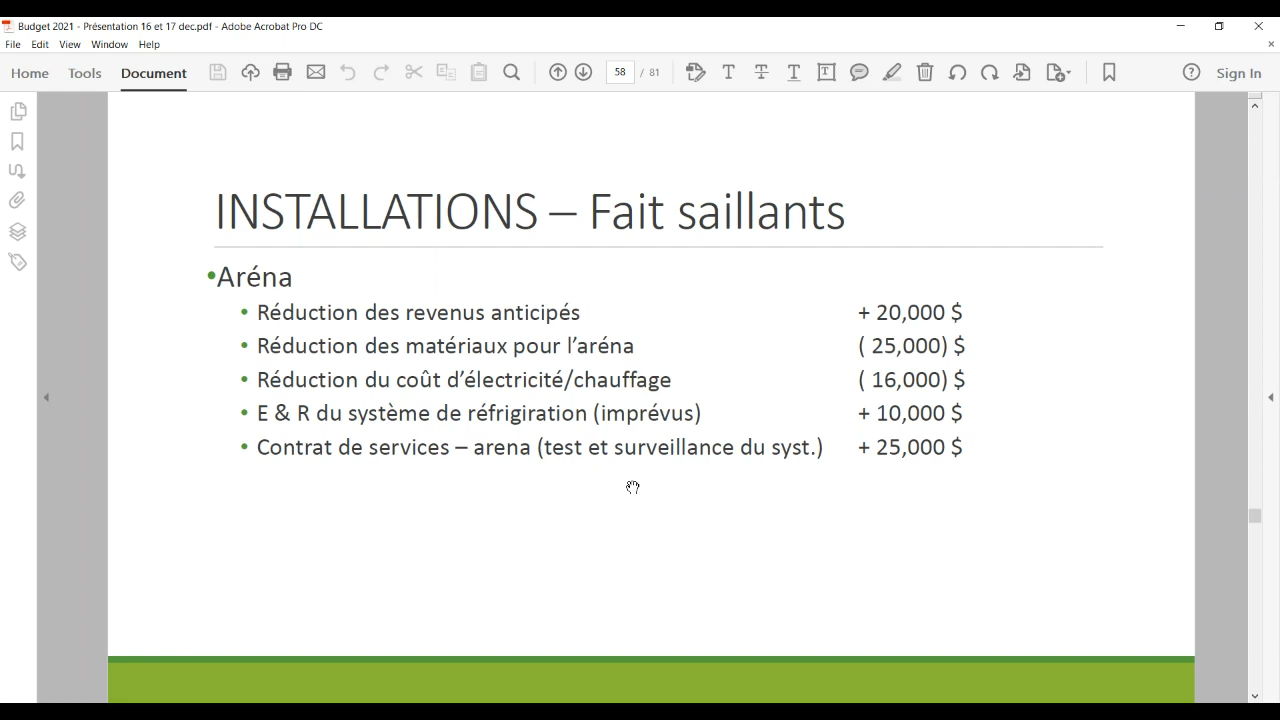 Budget 2021 - Présentation 16 et 17 dec.pdf - Adobe Acrobat Pro DC
File Edit View Window Help
Home Tools Document 58 / 81 Sign In
INSTALLATIONS – Fait saillants
•Aréna
• Réduction des revenus anticipés + 20,000 $
• Réduction des matériaux pour l’aréna ( 25,000) $
• Réduction du coût d’électricité/chauffage ( 16,000) $
• E & R du système de réfrigiration (imprévus) + 10,000 $
• Contrat de services – arena (test et surveillance du syst.) + 25,000 $